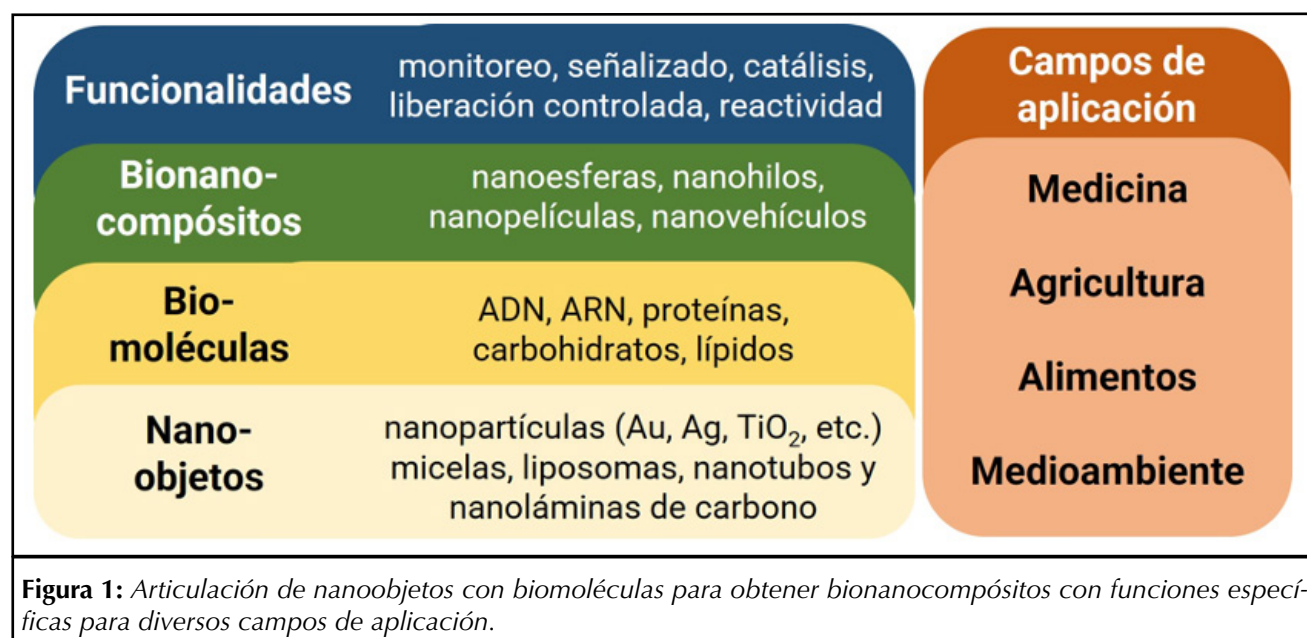 Funcionalidades
monitoreo, señalizado, catálisis,
liberación controlada, reactividad
Bionano-
compósitos
nanoesferas, nanohilos,
nanopelículas, nanovehículos
Bio-
moléculas
ADN, ARN, proteínas,
carbohidratos, lípidos
Nano-
objetos
nanopartículas (Au, Ag, TiO₂, etc.)
micelas, liposomas, nanotubos y
nanoláminas de carbono
Campos de
aplicación
Medicina
Agricultura
Alimentos
Medioambiente
Figura 1: Articulación de nanoobjetos con biomoléculas para obtener bionanocompósitos con funciones especí-
ficas para diversos campos de aplicación.